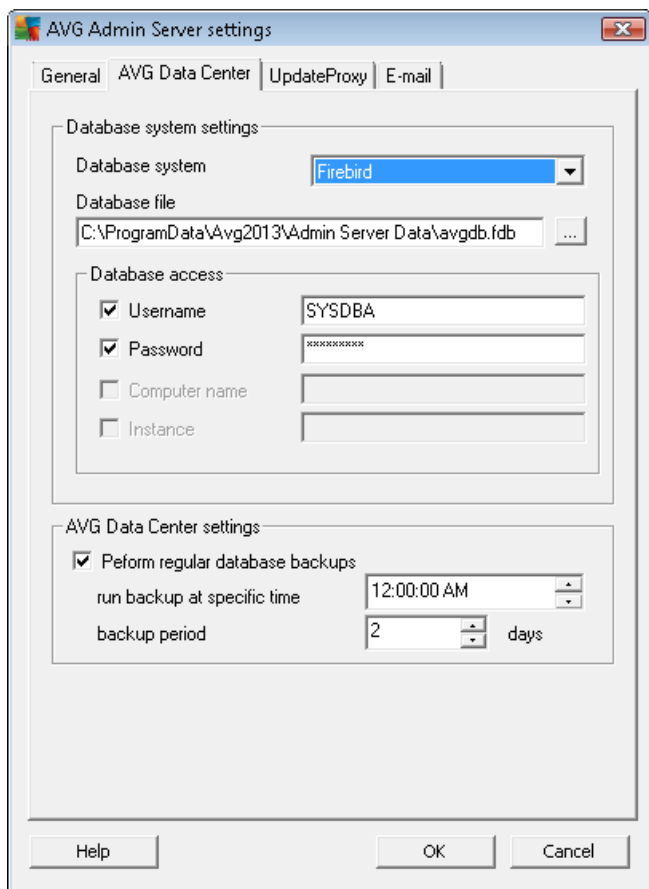 AVG Admin Server settings
General AVG Data Center UpdateProxy E-mail
Database system settings
Database system Firebird
Database file
C:\ProgramData\Avg2013\Admin Server Data\avgdb.fdb ...
Database access
Username SYSDBA
Password *********
Computer name
Instance
AVG Data Center settings
Peform regular database backups
run backup at specific time 12:00:00 AM
backup period 2 days
Help OK Cancel